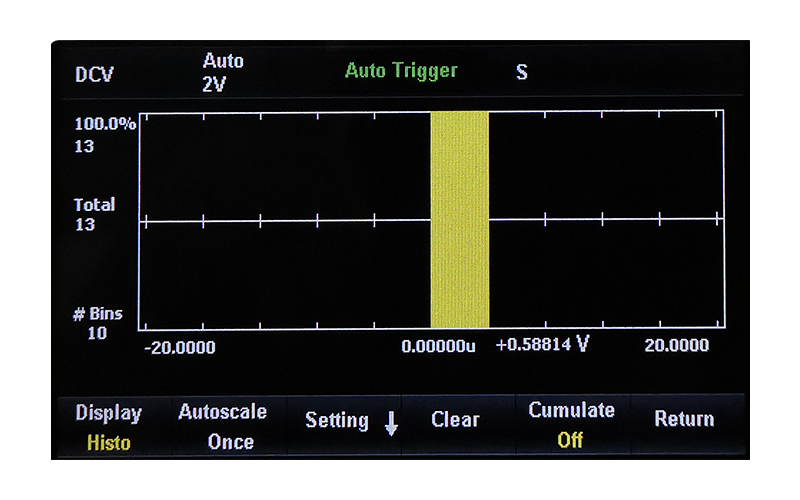 DCV
Auto
2V
Auto Trigger
S
100.0%
13
Total
13
# Bins
10
-20.0000
0.00000u
+0.58814 V
20.0000
Display
Histo
Autoscale
Once
Setting ↓
Clear
Cumulate
Off
Return